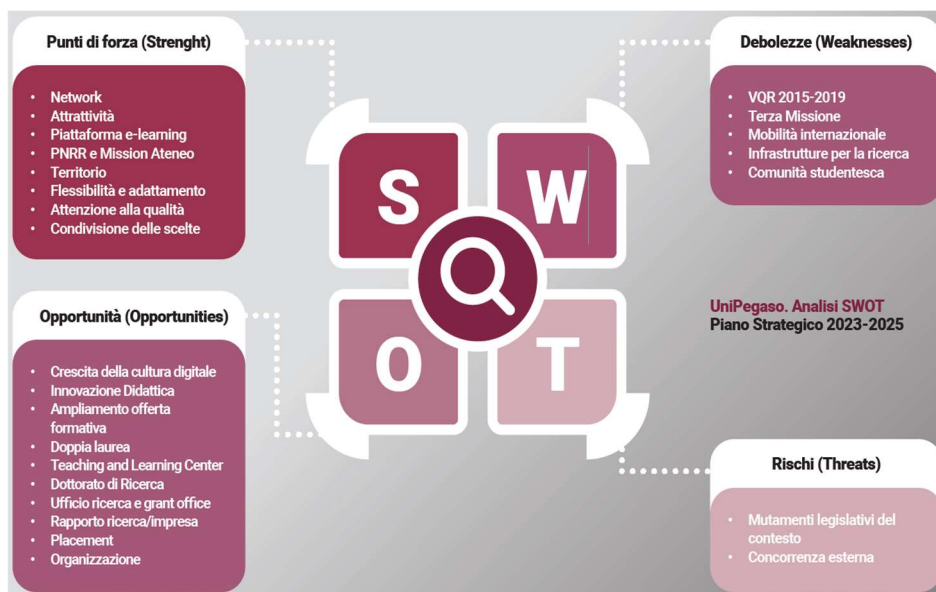 Punti di forza (Strenght)
• Network
• Attrattività
• Piattaforma e-learning
• PNRR e Mission Ateneo
• Territorio
• Flessibilità e adattamento
• Attenzione alla qualità
• Condivisione delle scelte
Debolezze (Weaknesses)
• VQR 2015-2019
• Terza Missione
• Mobilità internazionale
• Infrastrutture per la ricerca
• Comunità studentesca
S
W
O
T
Opportunità (Opportunities)
• Crescita della cultura digitale
• Innovazione Didattica
• Ampliamento offerta
formativa
• Doppia laurea
• Teaching and Learning Center
• Dottorato di Ricerca
• Ufficio ricerca e grant office
• Rapporto ricerca/impresa
• Placement
• Organizzazione
UniPegaso. Analisi SWOT
Piano Strategico 2023-2025
Rischi (Threats)
• Mutamenti legislativi del
contesto
• Concorrenza esterna